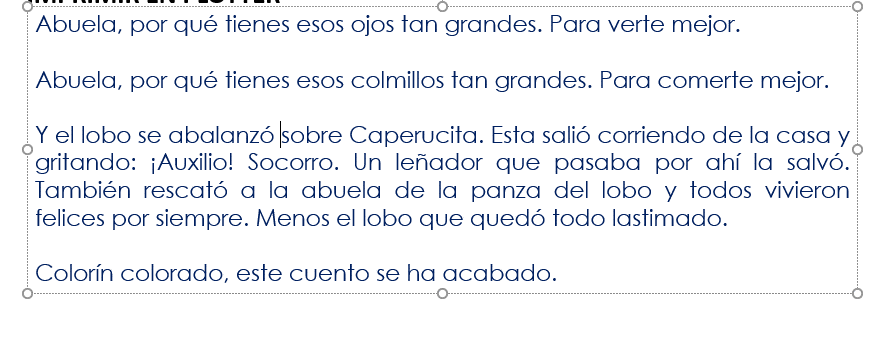 Abuela, por qué tienes esos ojos tan grandes. Para verte mejor.
Abuela, por qué tienes esos colmillos tan grandes. Para comerte mejor.
Y el lobo se abalanzó sobre Caperucita. Esta salió corriendo de la casa y
gritando: ¡Auxilio! Socorro. Un leñador que pasaba por ahí la salvó.
También rescató a la abuela de la panza del lobo y todos vivieron
felices por siempre. Menos el lobo que quedó todo lastimado.
Colorín colorado, este cuento se ha acabado.